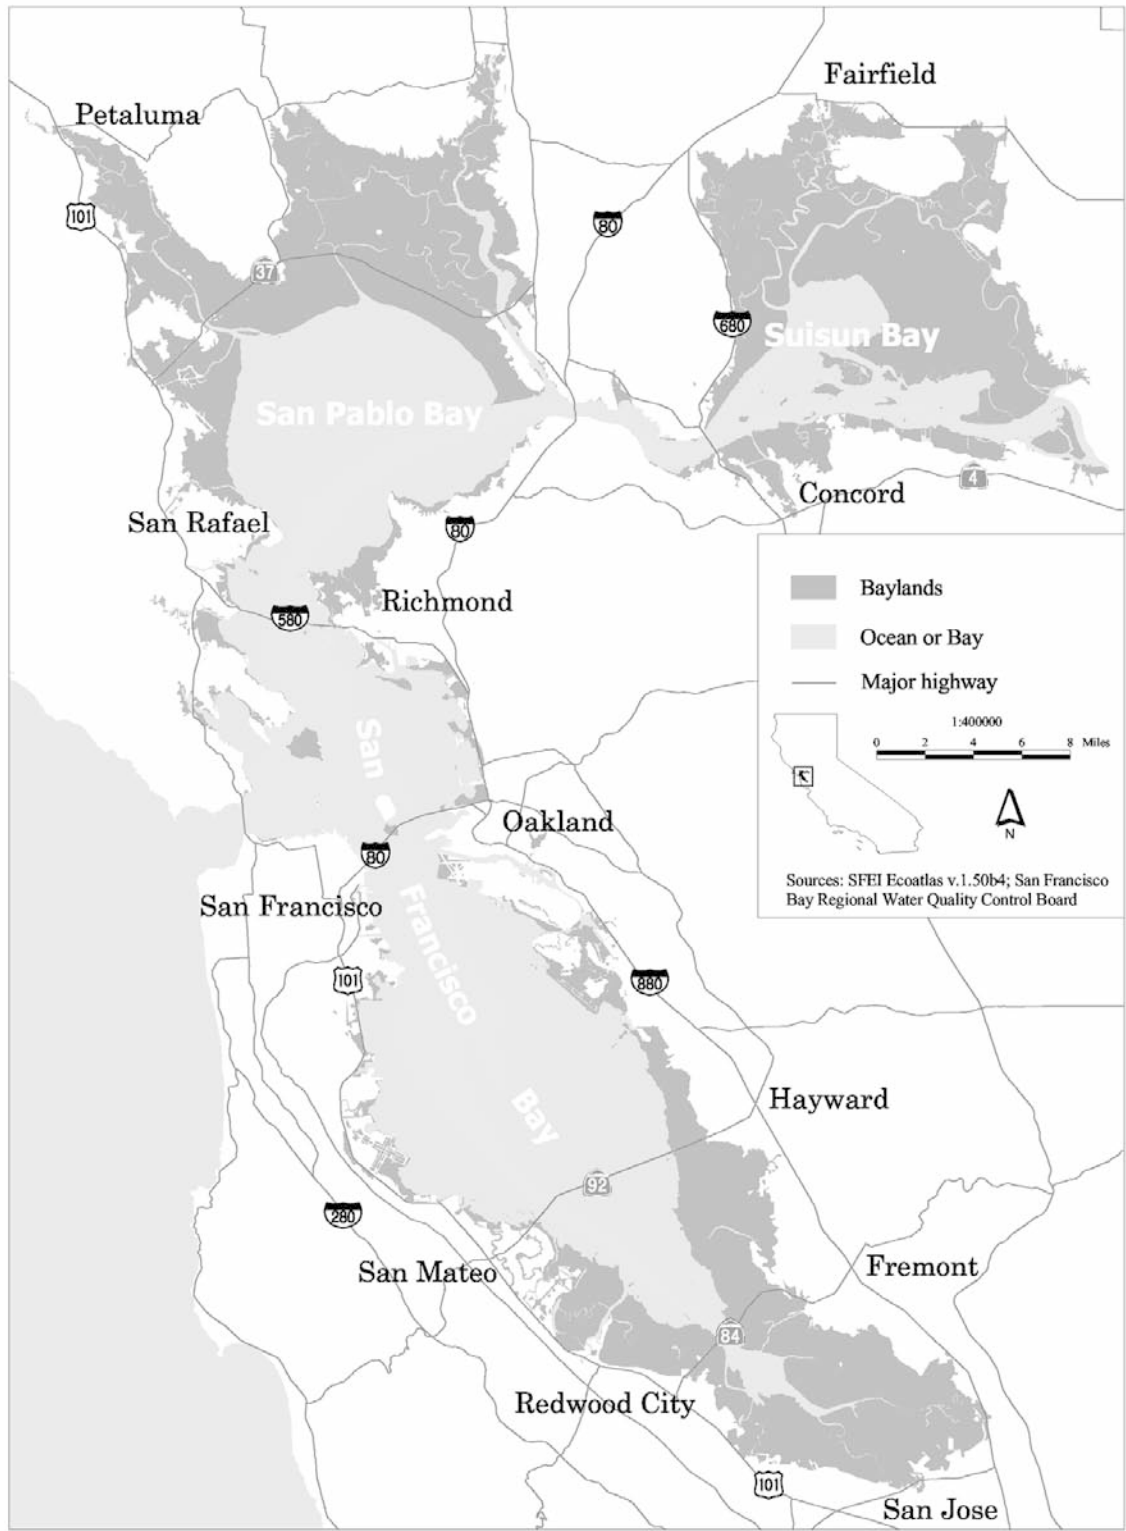 Fairfield
Petaluma
101
80
37
680
Suisun Bay
San Pablo Bay
4
Concord
San Rafael
80
Richmond
580
Baylands
Ocean or Bay
Major highway
1:400000
0 2 4 6 8 Miles
N
Sources: SFEI Ecoatlas v.1.50b4; San Francisco
Bay Regional Water Quality Control Board
San
Francisco
Bay
Oakland
80
San Francisco
101
880
Hayward
92
280
San Mateo
Fremont
84
Redwood City
101
San Jose